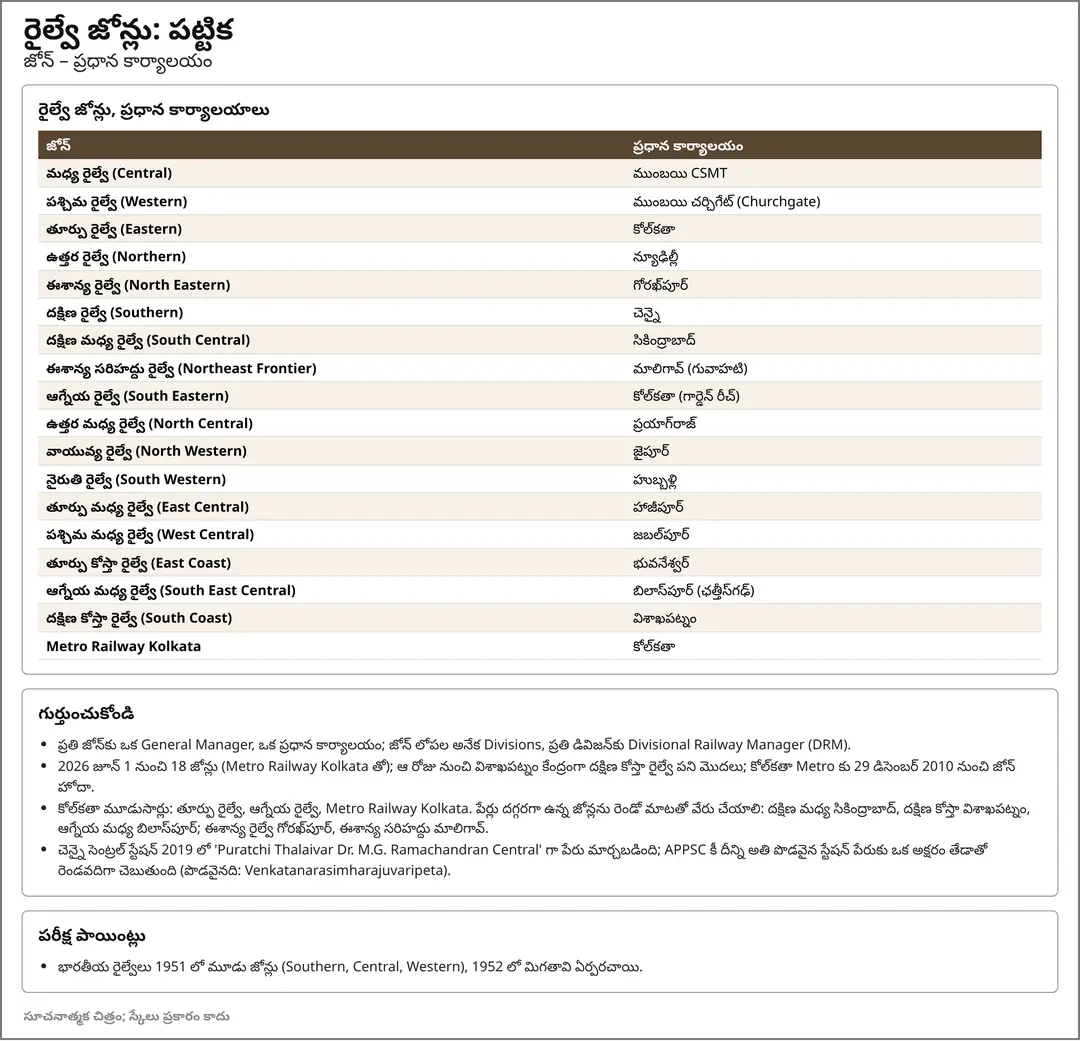 రైల్వే జోన్లు: పట్టిక
జోన్ – ప్రధాన కార్యాలయం
రైల్వే జోన్లు, ప్రధాన కార్యాలయాలు
జోన్ ప్రధాన కార్యాలయం
మధ్య రైల్వే (Central) ముంబయి CSMT
పశ్చిమ రైల్వే (Western) ముంబయి చర్చిగేట్ (Churchgate)
తూర్పు రైల్వే (Eastern) కోల్‌కతా
ఉత్తర రైల్వే (Northern) న్యూఢిల్లీ
ఈశాన్య రైల్వే (North Eastern) గోరఖ్‌పూర్
దక్షిణ రైల్వే (Southern) చెన్నై
దక్షిణ మధ్య రైల్వే (South Central) సికింద్రాబాద్
ఈశాన్య సరిహద్దు రైల్వే (Northeast Frontier) మాలిగావ్ (గువాహటి)
ఆగ్నేయ రైల్వే (South Eastern) కోల్‌కతా (గార్డెన్ రీచ్)
ఉత్తర మధ్య రైల్వే (North Central) ప్రయాగ్‌రాజ్
వాయువ్య రైల్వే (North Western) జైపూర్
నైరుతి రైల్వే (South Western) హుబ్బళ్లి
తూర్పు మధ్య రైల్వే (East Central) హాజీపూర్
పశ్చిమ మధ్య రైల్వే (West Central) జబల్‌పూర్
తూర్పు కోస్తా రైల్వే (East Coast) భువనేశ్వర్
ఆగ్నేయ మధ్య రైల్వే (South East Central) బిలాస్‌పూర్ (ఛత్తీస్‌గఢ్)
దక్షిణ కోస్తా రైల్వే (South Coast) విశాఖపట్నం
Metro Railway Kolkata కోల్‌కతా
గుర్తుంచుకోండి
• ప్రతి జోన్‌కు ఒక General Manager, ఒక ప్రధాన కార్యాలయం; జోన్ లోపల అనేక Divisions, ప్రతి డివిజన్‌కు Divisional Railway Manager (DRM).
• 2026 జూన్ 1 నుంచి 18 జోన్లు (Metro Railway Kolkata తో); ఆ రోజు నుంచి విశాఖపట్నం కేంద్రంగా దక్షిణ కోస్తా రైల్వే పని మొదలు; కోల్‌కతా Metro కు 29 డిసెంబర్ 2010 నుంచి జోన్
హోదా.
• కోల్‌కతా మూడుసార్లు: తూర్పు రైల్వే, ఆగ్నేయ రైల్వే, Metro Railway Kolkata. పేర్లు దగ్గరగా ఉన్న జోన్లను రెండో మాటతో వేరు చేయాలి: దక్షిణ మధ్య సికింద్రాబాద్, దక్షిణ కోస్తా విశాఖపట్నం,
ఆగ్నేయ మధ్య బిలాస్‌పూర్; ఈశాన్య రైల్వే గోరఖ్‌పూర్, ఈశాన్య సరిహద్దు మాలిగావ్.
• చెన్నై సెంట్రల్ స్టేషన్ 2019 లో 'Puratchi Thalaivar Dr. M.G. Ramachandran Central' గా పేరు మార్చబడింది; APPSC కీ దీన్ని అతి పొడవైన స్టేషన్ పేరుకు ఒక అక్షరం తేడాతో
రెండవదిగా చెబుతుంది (పొడవైనది: Venkatanarasimharajuvaripeta).
పరీక్ష పాయింట్లు
• భారతీయ రైల్వేలు 1951 లో మూడు జోన్లు (Southern, Central, Western), 1952 లో మిగతావి ఏర్పరచాయి.
సూచనాత్మక చిత్రం; స్కేలు ప్రకారం కాదు